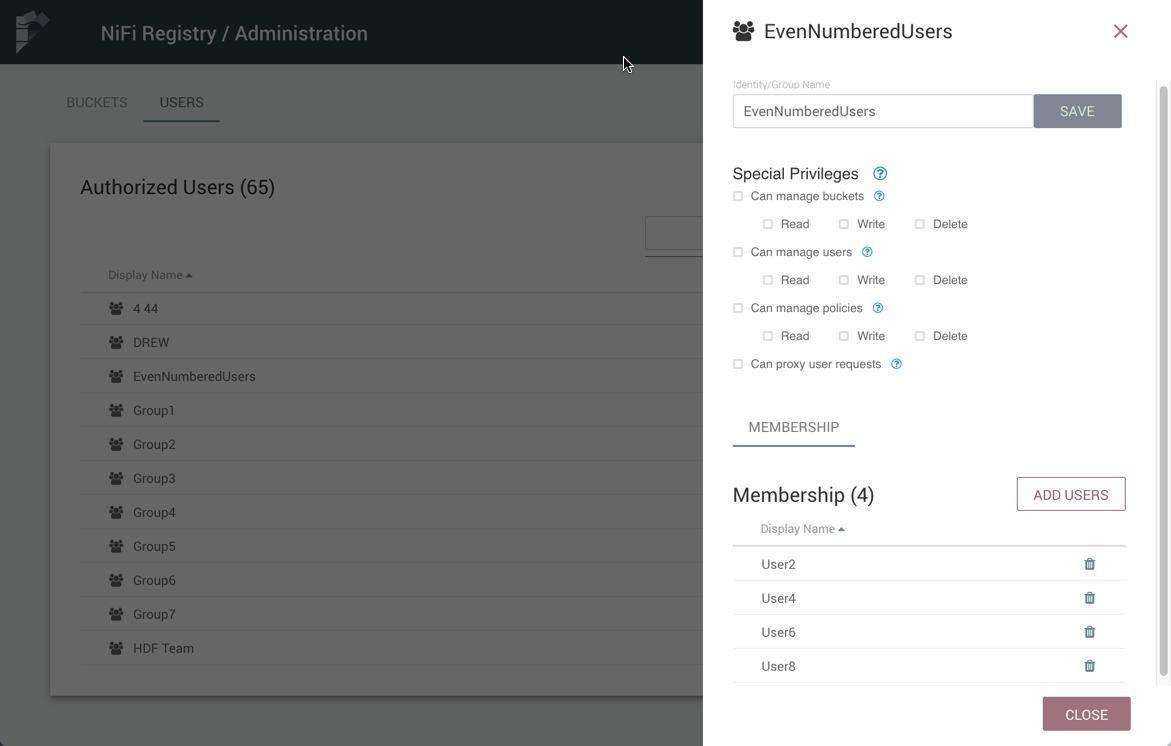 NiFi Registry / Administration
BUCKETS USERS
Authorized Users (65)
Display Name
4 44
DREW
EvenNumberedUsers
Group1
Group2
Group3
Group4
Group5
Group6
Group7
HDF Team
EvenNumberedUsers
Identity/Group Name
EvenNumberedUsers SAVE
Special Privileges ?
Can manage buckets ?
Read Write Delete
Can manage users ?
Read Write Delete
Can manage policies ?
Read Write Delete
Can proxy user requests ?
MEMBERSHIP
Membership (4) ADD USERS
Display Name
User2
User4
User6
User8
CLOSE